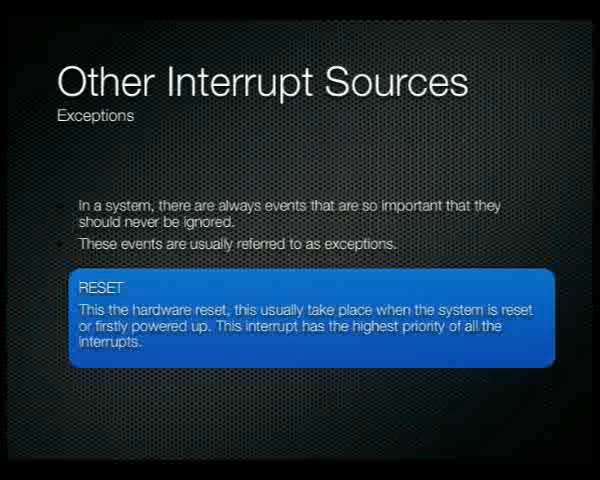 Other Interrupt Sources
Exceptions
In a system, there are always events that are so important that they
should never be ignored.
These events are usually referred to as exceptions.
RESET
This the hardware reset, this usually take place when the system is reset
or firstly powered up. This interrupt has the highest priority of all the
interrupts.